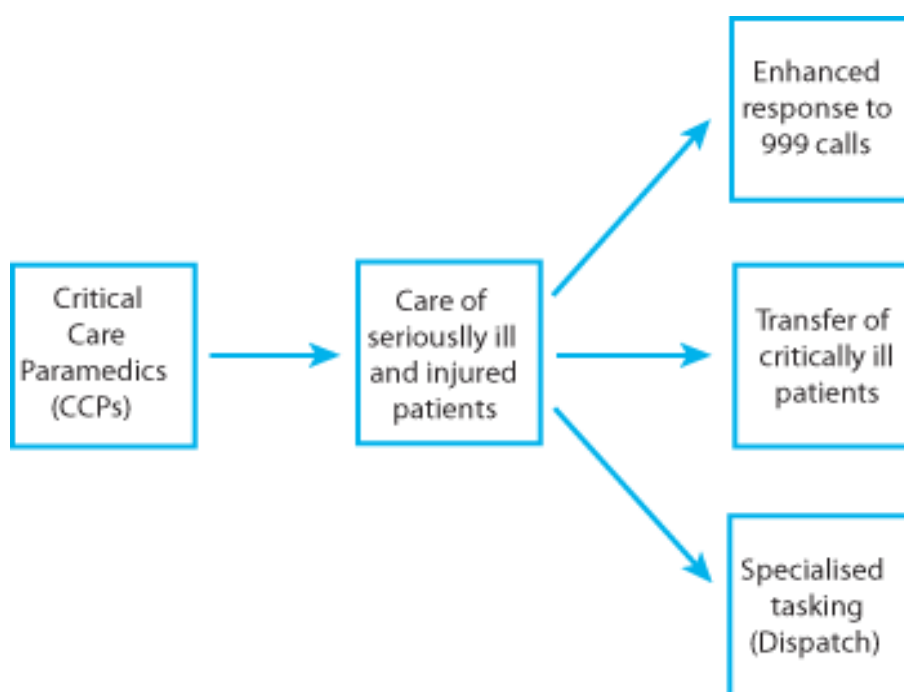 Critical
Care
Paramedics
(CCPs)
Care of
seriouslly ill
and injured
patients
Enhanced
response to
999 calls
Transfer of
critically ill
patients
Specialised
tasking
(Dispatch)